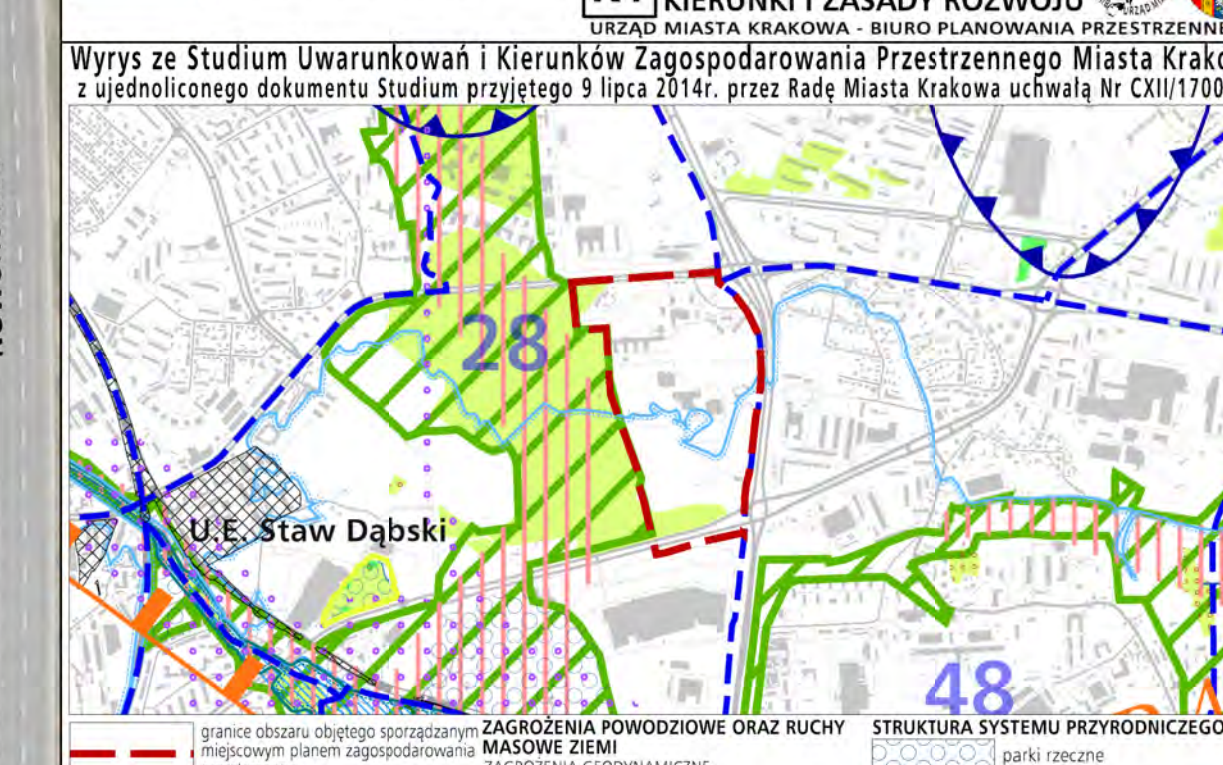 KIERUNKI I ZASADY ROZWOJU
URZĄD MIASTA KRAKOWA - BIURO PLANOWANIA
Wyrys ze Studium Uwarunkowań i Kierunków Zagospodarowania Przestrzennego Miasta
z ujednoliconego dokumentu Studium przyjętego 9 lipca 2014r. przez Radę Miasta Krakowa uchwałą Nr CXII/1700
28
U.E. Staw Dąbski
48
granice obszaru objętego sporządzanym
miejscowym planem zagospodarowania
ZAGROŻENIA POWODZIOWE ORAZ RUCHY
MASOWE ZIEMI
ZAGROŻENIA GEODYNAMICZNE
STRUKTURA SYSTEMU PRZYRODNICZEGO
parki rzeczne